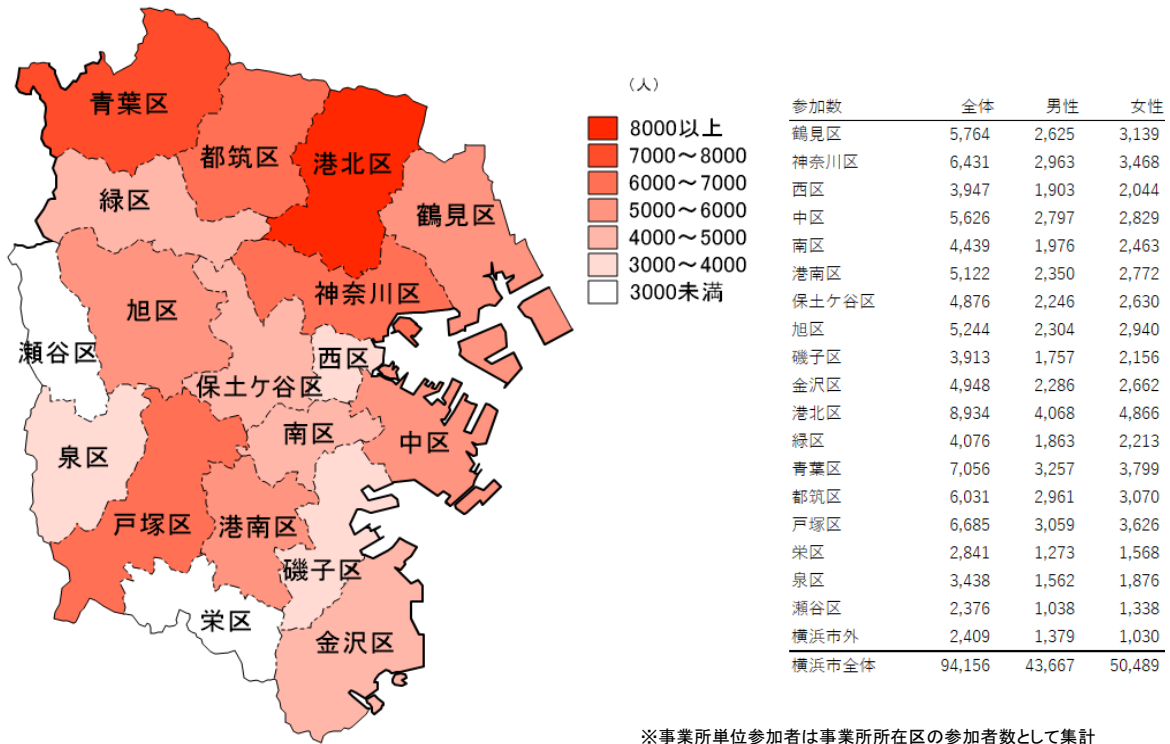 青葉区
都筑区
港北区
緑区
鶴見区
神奈川区
旭区
瀬谷区
西区
保土ケ谷区
南区
中区
泉区
戸塚区
港南区
磯子区
栄区
金沢区
（人）
8000以上
7000～8000
6000～7000
5000～6000
4000～5000
3000～4000
3000未満
参加数 全体 男性 女性
鶴見区 5,764 2,625 3,139
神奈川区 6,431 2,963 3,468
西区 3,947 1,903 2,044
中区 5,626 2,797 2,829
南区 4,439 1,976 2,463
港南区 5,122 2,350 2,772
保土ケ谷区 4,876 2,246 2,630
旭区 5,244 2,304 2,940
磯子区 3,913 1,757 2,156
金沢区 4,948 2,286 2,662
港北区 8,934 4,068 4,866
緑区 4,076 1,863 2,213
青葉区 7,056 3,257 3,799
都筑区 6,031 2,961 3,070
戸塚区 6,685 3,059 3,626
栄区 2,841 1,273 1,568
泉区 3,438 1,562 1,876
瀬谷区 2,376 1,038 1,338
横浜市外 2,409 1,379 1,030
横浜市全体 94,156 43,667 50,489
※事業所単位参加者は事業所所在区の参加者数として集計